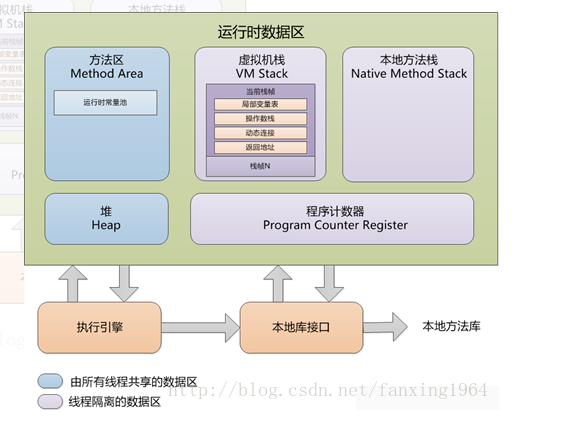 运行时数据区
方法区
Method Area
运行时常量池
虚拟机栈
VM Stack
当前栈帧
局部变量表
操作数栈
动态连接
返回地址
栈帧N
本地方法栈
Native Method Stack
堆
Heap
程序计数器
Program Counter Register
执行引擎
本地库接口
本地方法库
由所有线程共享的数据区
线程隔离的数据区
http://blog.csdn.net/fanxing1964